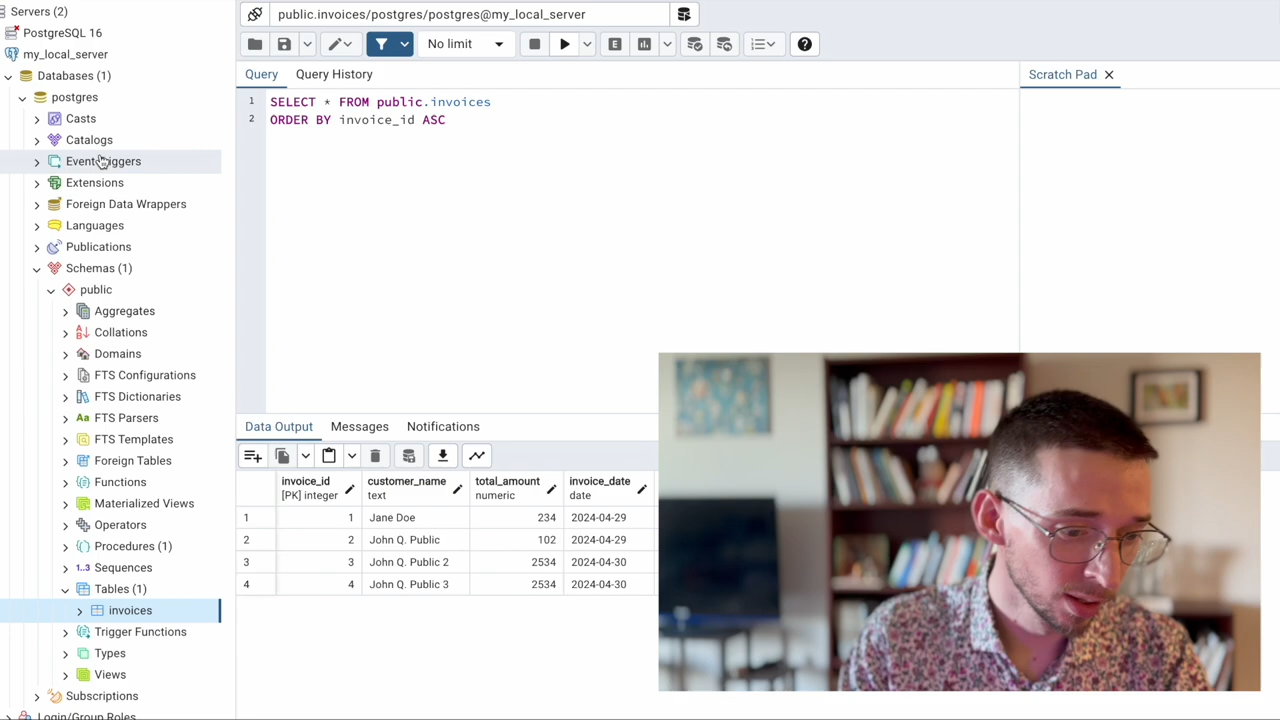 Servers (2)
PostgreSQL 16
my_local_server
Databases (1)
postgres
Casts
Catalogs
Event Triggers
Extensions
Foreign Data Wrappers
Languages
Publications
Schemas (1)
public
Aggregates
Collations
Domains
FTS Configurations
FTS Dictionaries
Aa FTS Parsers
FTS Templates
Foreign Tables
Functions
Materialized Views
Operators
Procedures (1)
1..3 Sequences
Tables (1)
invoices
Trigger Functions
Types
Views
Subscriptions
Login/Group Roles
public.invoices/postgres/postgres@my_local_server
No limit
E
Query Query History
Scratch Pad
1 SELECT * FROM public.invoices
2 ORDER BY invoice_id ASC
Data Output Messages Notifications
invoice_id customer_name total_amount invoice_date
[PK] integer text numeric date
1 1 Jane Doe 234 2024-04-29
2 2 John Q. Public 102 2024-04-29
3 3 John Q. Public 2 2534 2024-04-30
4 4 John Q. Public 3 2534 2024-04-30